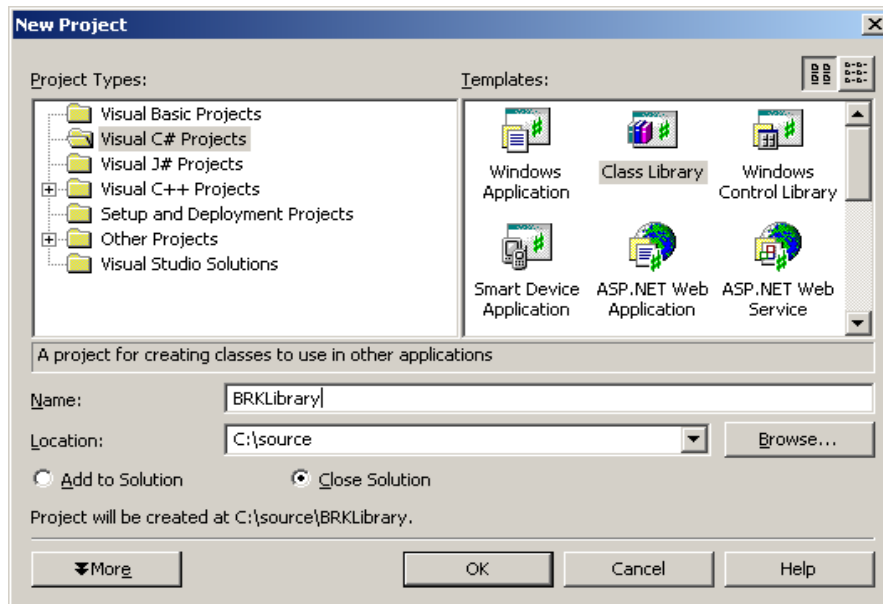 New Project
Project Types:
Templates:
Visual Basic Projects
Visual C# Projects
Visual J# Projects
Visual C++ Projects
Setup and Deployment Projects
Other Projects
Visual Studio Solutions
Windows Application
Class Library
Windows Control Library
Smart Device Application
ASP.NET Web Application
ASP.NET Web Service
A project for creating classes to use in other applications
Name:
BRKLibrary
Location:
C:\source
Browse...
Add to Solution
Close Solution
Project will be created at C:\source\BRKLibrary.
More
OK
Cancel
Help